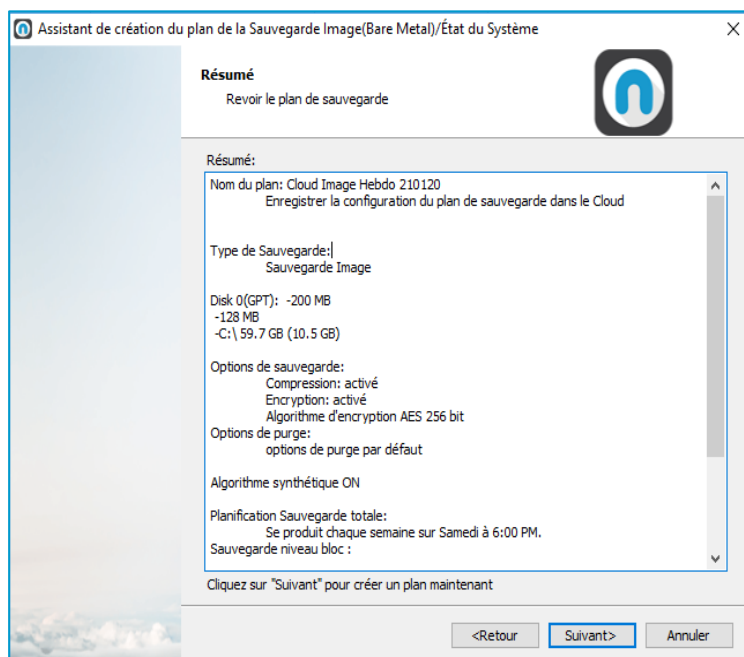 Assistant de création du plan de la Sauvegarde Image(Bare Metal)/État du Système
Résumé
Revoir le plan de sauvegarde
Résumé:
Nom du plan: Cloud Image Hebdo 210120
Enregistrer la configuration du plan de sauvegarde dans le Cloud
Type de Sauvegarde:
Sauvegarde Image
Disk 0(GPT): -200 MB
-128 MB
-C:\ 59.7 GB (10.5 GB)
Options de sauvegarde:
Compression: activé
Encryption: activé
Algorithme d'encryption AES 256 bit
Options de purge:
options de purge par défaut
Algorithme synthétique ON
Planification Sauvegarde totale:
Se produit chaque semaine sur Samedi à 6:00 PM.
Sauvegarde niveau bloc :
Cliquez sur "Suivant" pour créer un plan maintenant
<Retour Suivant> Annuler